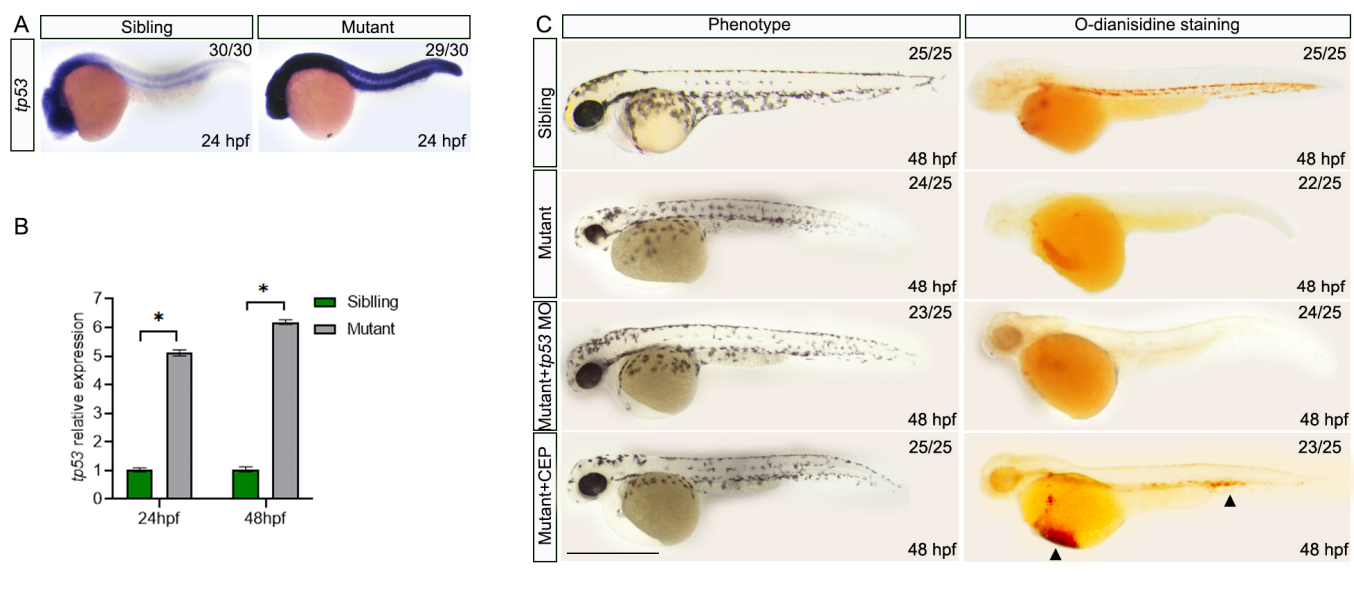 A
Sibling
Mutant
tp53
30/30
24 hpf
29/30
24 hpf
B
tp53 relative expression
7
6
5
4
3
2
1
0
*
*
24hpf
48hpf
Siblling
Mutant
C
Phenotype
O-dianisidine staining
Sibling
25/25
48 hpf
25/25
48 hpf
Mutant
24/25
48 hpf
22/25
48 hpf
Mutant+tp53 MO
23/25
48 hpf
24/25
48 hpf
Mutant+CEP
25/25
48 hpf
23/25
48 hpf